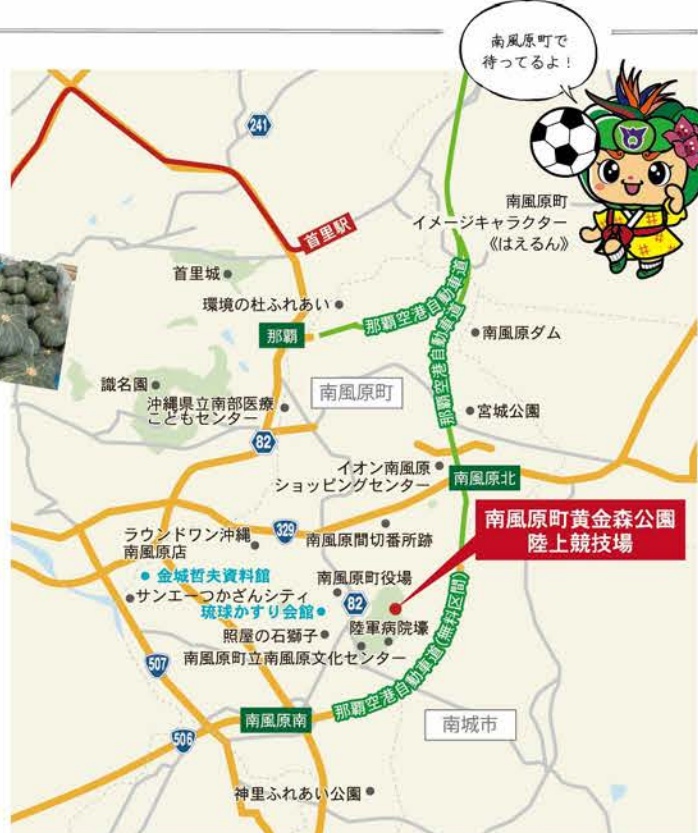 南風原町で
待ってるよ！
南風原町
イメージキャラクター
《はえるん》
241
首里駅
首里城
環境の杜ふれあい
那覇
那覇空港自動車道
那覇空港自動車道
南風原ダム
識名園
沖縄県立南部医療
こどもセンター
南風原町
宮城公園
82
イオン南風原
ショッピングセンター
南風原北
329
南風原町黄金森公園
陸上競技場
ラウンドワン沖縄
南風原店
南風原間切番所跡
金城哲夫資料館
南風原町役場
サンエーつかざんシティ
82
琉球かすり会館
照屋の石獅子
陸軍病院壕
南風原町立南風原文化センター
507
那覇空港自動車道(無料区間)
南風原南
南城市
506
神里ふれあい公園